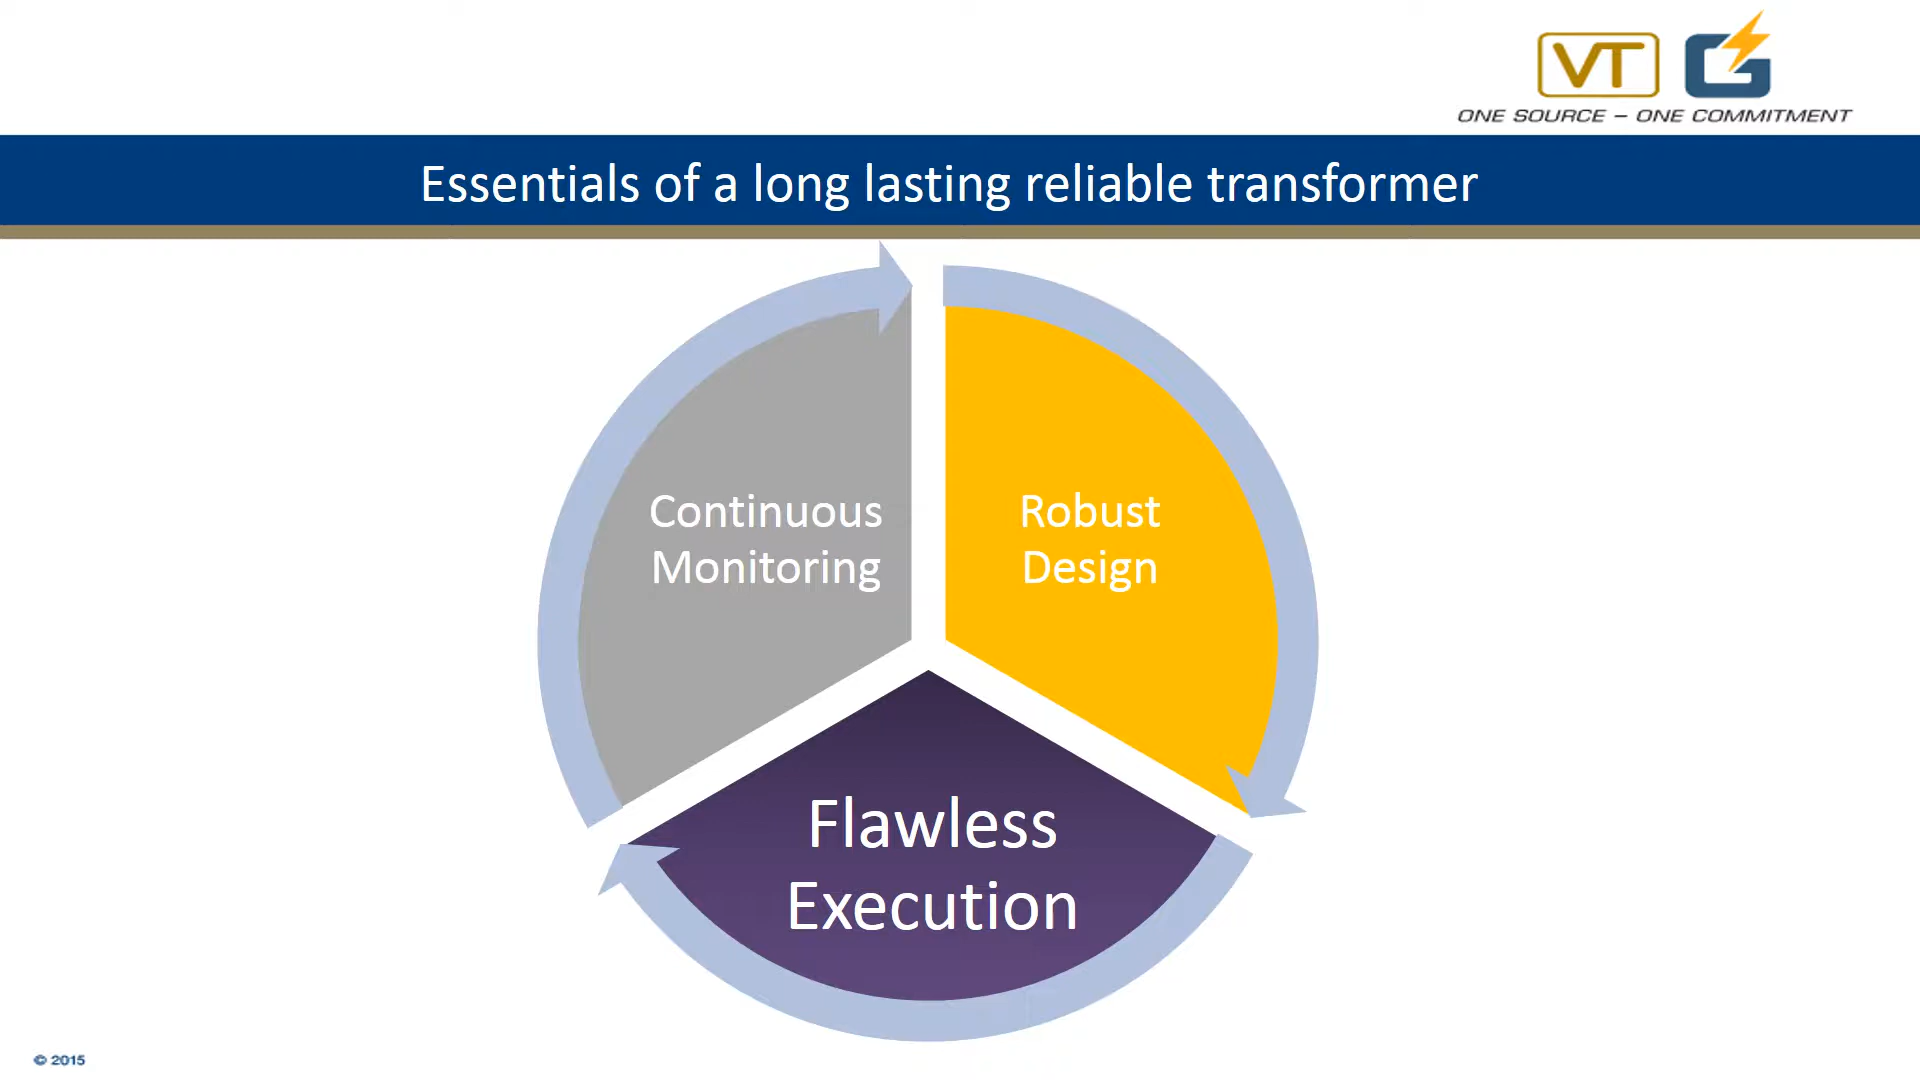 VT G
ONE SOURCE – ONE COMMITMENT
Essentials of a long lasting reliable transformer
Continuous
Monitoring
Robust
Design
Flawless
Execution
© 2015